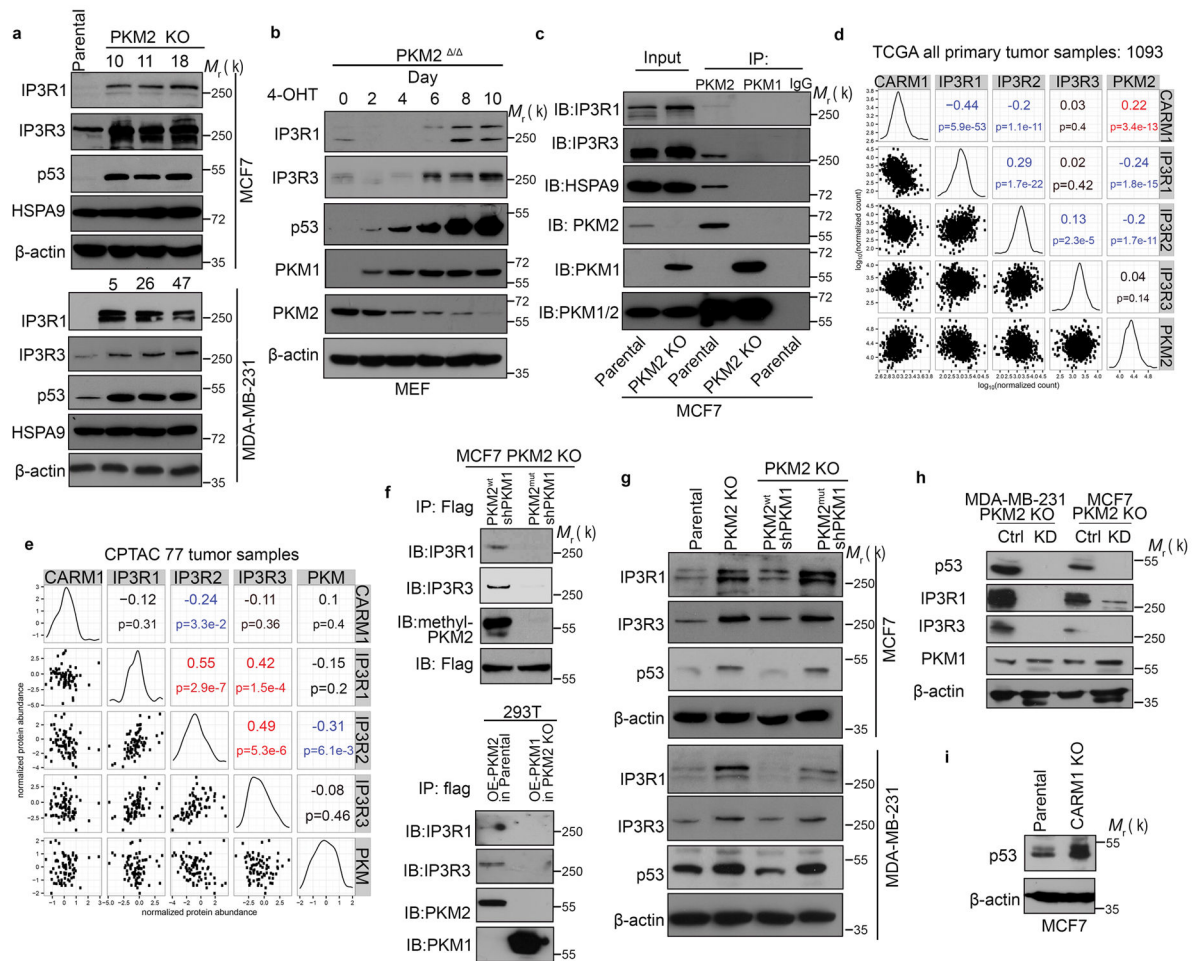 a
Parental
PKM2 KO
10 11 18
Mr (k)
IP3R1
250
IP3R3
250
p53
55
HSPA9
72
β-actin
35
MCF7
5 26 47
IP3R1
IP3R3
250
p53
55
HSPA9
72
β-actin
35
MDA-MB-231
b
PKM2 Δ/Δ
Day
4-OHT
0 2 4 6 8 10
Mr (k)
IP3R1
250
IP3R3
250
p53
55
PKM1
72
55
PKM2
72
55
β-actin
35
MEF
c
Input
IP:
PKM2 PKM1 IgG
Mr (k)
IB:IP3R1
250
IB:IP3R3
250
IB:HSPA9
72
IB: PKM2
72
55
IB:PKM1
72
55
IB:PKM1/2
55
Parental
PKM2 KO
Parental
PKM2 KO
Parental
MCF7
d
TCGA all primary tumor samples: 1093
CARM1 IP3R1 IP3R2 IP3R3 PKM2
−0.44 -0.2 0.03 0.22
p=5.9e-53 p=1.1e-11 p=0.4 p=3.4e-13
CARM1
0.29 0.02 -0.24
p=1.7e-22 p=0.42 p=1.8e-15
IP3R1
0.13 -0.2
p=2.3e-5 p=1.7e-11
IP3R2
0.04
p=0.14
IP3R3
PKM2
log10(normalized count)
log10(normalized count)
e
CPTAC 77 tumor samples
CARM1 IP3R1 IP3R2 IP3R3 PKM
−0.12 -0.24 -0.11 0.1
p=0.31 p=3.3e-2 p=0.36 p=0.4
CARM1
0.55 0.42 -0.15
p=2.9e-7 p=1.5e-4 p=0.2
IP3R1
0.49 -0.31
p=5.3e-6 p=6.1e-3
IP3R2
-0.08
p=0.46
IP3R3
PKM
normalized protein abundance
normalized protein abundance
f
MCF7 PKM2 KO
IP: Flag
PKM2wt
shPKM1
PKM2mut
shPKM1
Mr (k)
IB:IP3R1
250
IB:IP3R3
250
IB:methyl-
PKM2
55
IB: Flag
55
293T
IP: flag
OE-PKM2
in Parental
OE-PKM1
in PKM2 KO
Mr (k)
IB:IP3R1
250
IB:IP3R3
250
IB:PKM2
55
IB:PKM1
55
g
Parental
PKM2 KO
PKM2 KO
PKM2wt
shPKM1
PKM2mut
shPKM1
Mr (k)
IP3R1
250
IP3R3
250
p53
55
β-actin
35
MCF7
IP3R1
250
IP3R3
250
p53
55
β-actin
35
MDA-MB-231
h
MDA-MB-231
PKM2 KO
MCF7
PKM2 KO
Ctrl KD Ctrl KD
Mr (k)
p53
55
IP3R1
250
IP3R3
250
PKM1
55
β-actin
35
i
Parental
CARM1 KO
Mr (k)
p53
55
β-actin
35
MCF7